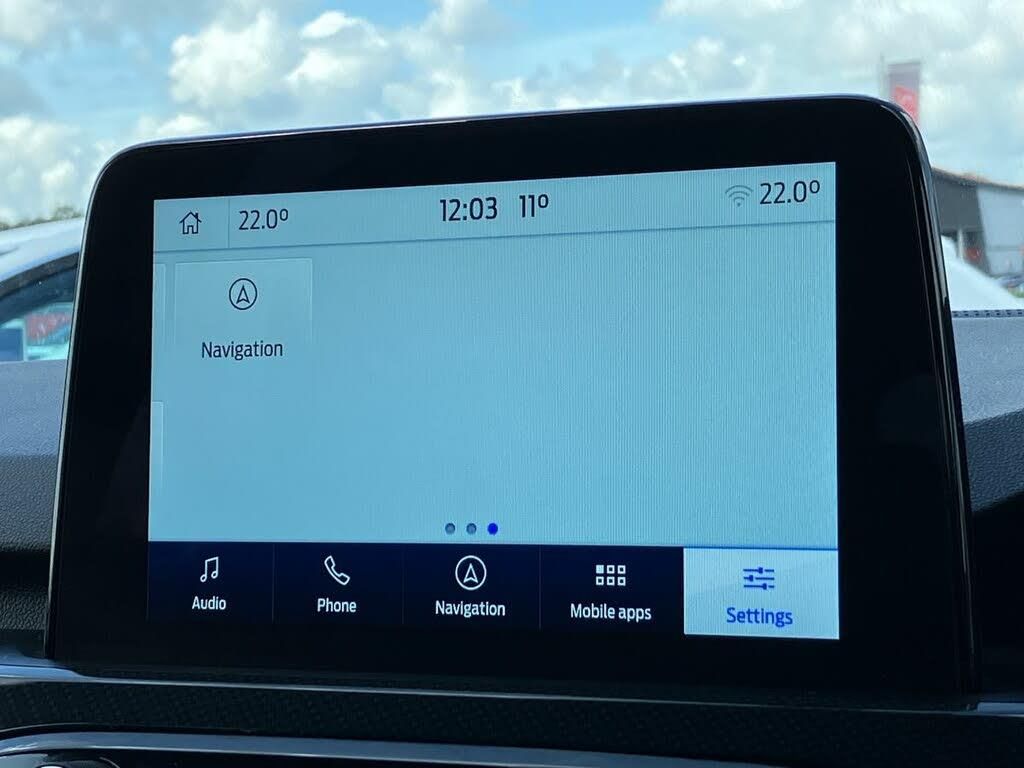 22.0° 12:03 11° 22.0°
Navigation
Audio Phone Navigation Mobile apps Settings